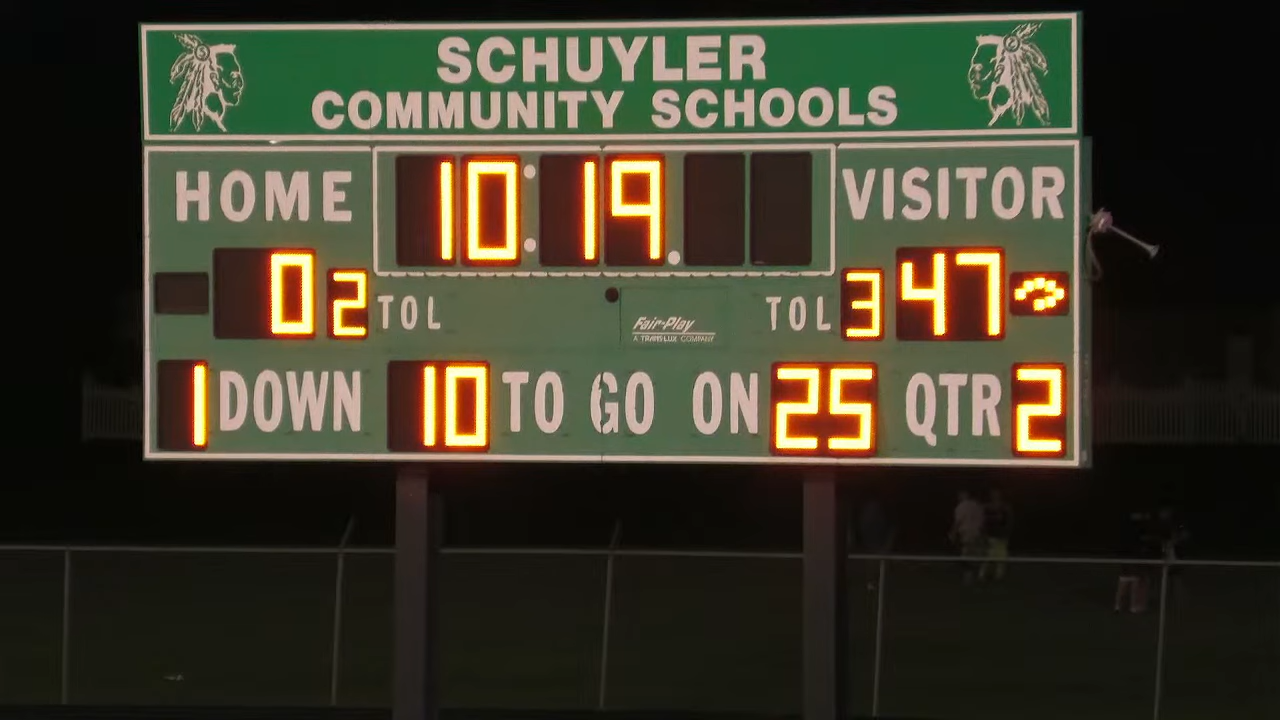 SCHUYLER
COMMUNITY SCHOOLS
HOME 10:19 VISITOR
0 2 TOL TOL 3 47
Fair-Play
A TRANS-LUX COMPANY
1 DOWN 10 TO GO ON 25 QTR 2